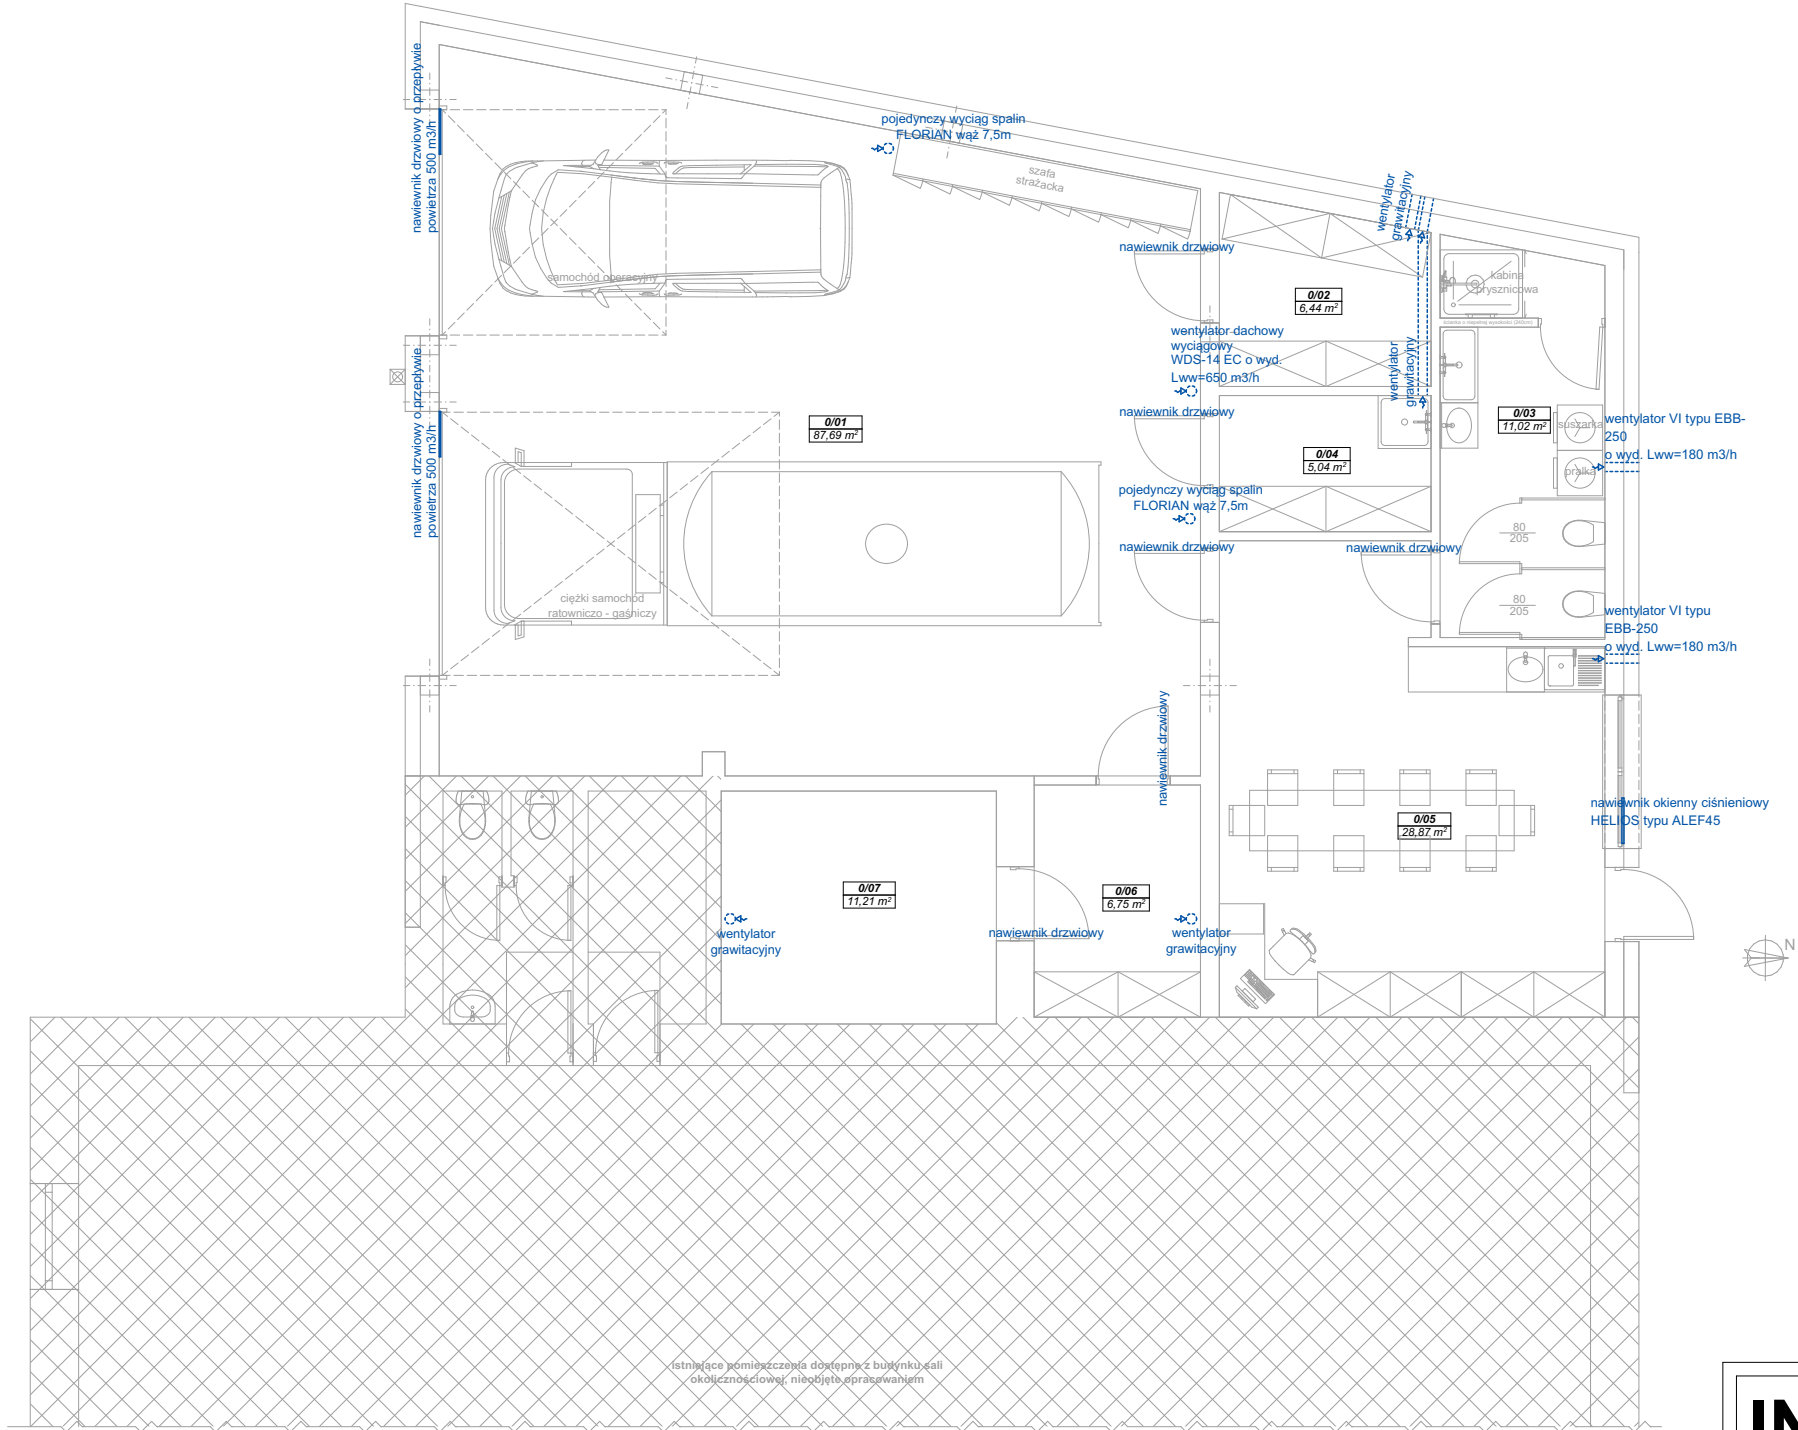 nawiewnik drzwiowy o przepływie
powietrza 500 m3/h
pojedynczy wyciąg spalin
FLORIAN wąż 7,5m
szafa
strażacka
wentylator
grawitacyjny
nawiewnik drzwiowy
samochód operacyjny
0/02
6,44 m²
kabina
prysznicowa
wentylator dachowy
wyciągowy
WDS-14 EC o wyd.
Lww=650 m3/h
wentylator
grawitacyjny
nawiewnik drzwiowy o przepływie
powietrza 500 m3/h
0/01
87,69 m²
nawiewnik drzwiowy
0/03
11,02 m²
suszarka
wentylator VI typu EBB-
250
o wyd. Lww=180 m3/h
0/04
5,04 m²
pralka
pojedynczy wyciąg spalin
FLORIAN wąż 7,5m
80
205
nawiewnik drzwiowy
nawiewnik drzwiowy
ciężki samochód
ratowniczo - gaśniczy
80
205
wentylator VI typu
EBB-250
o wyd. Lww=180 m3/h
nawiewnik drzwiowy
nawiewnik okienny ciśnieniowy
HELIOS typu ALEF45
0/05
28,87 m²
0/07
11,21 m²
0/06
6,75 m²
wentylator
grawitacyjny
nawiewnik drzwiowy
wentylator
grawitacyjny
N
istniejące pomieszczenia dostępne z budynku sali
okolicznościowej, nieobjęte opracowaniem